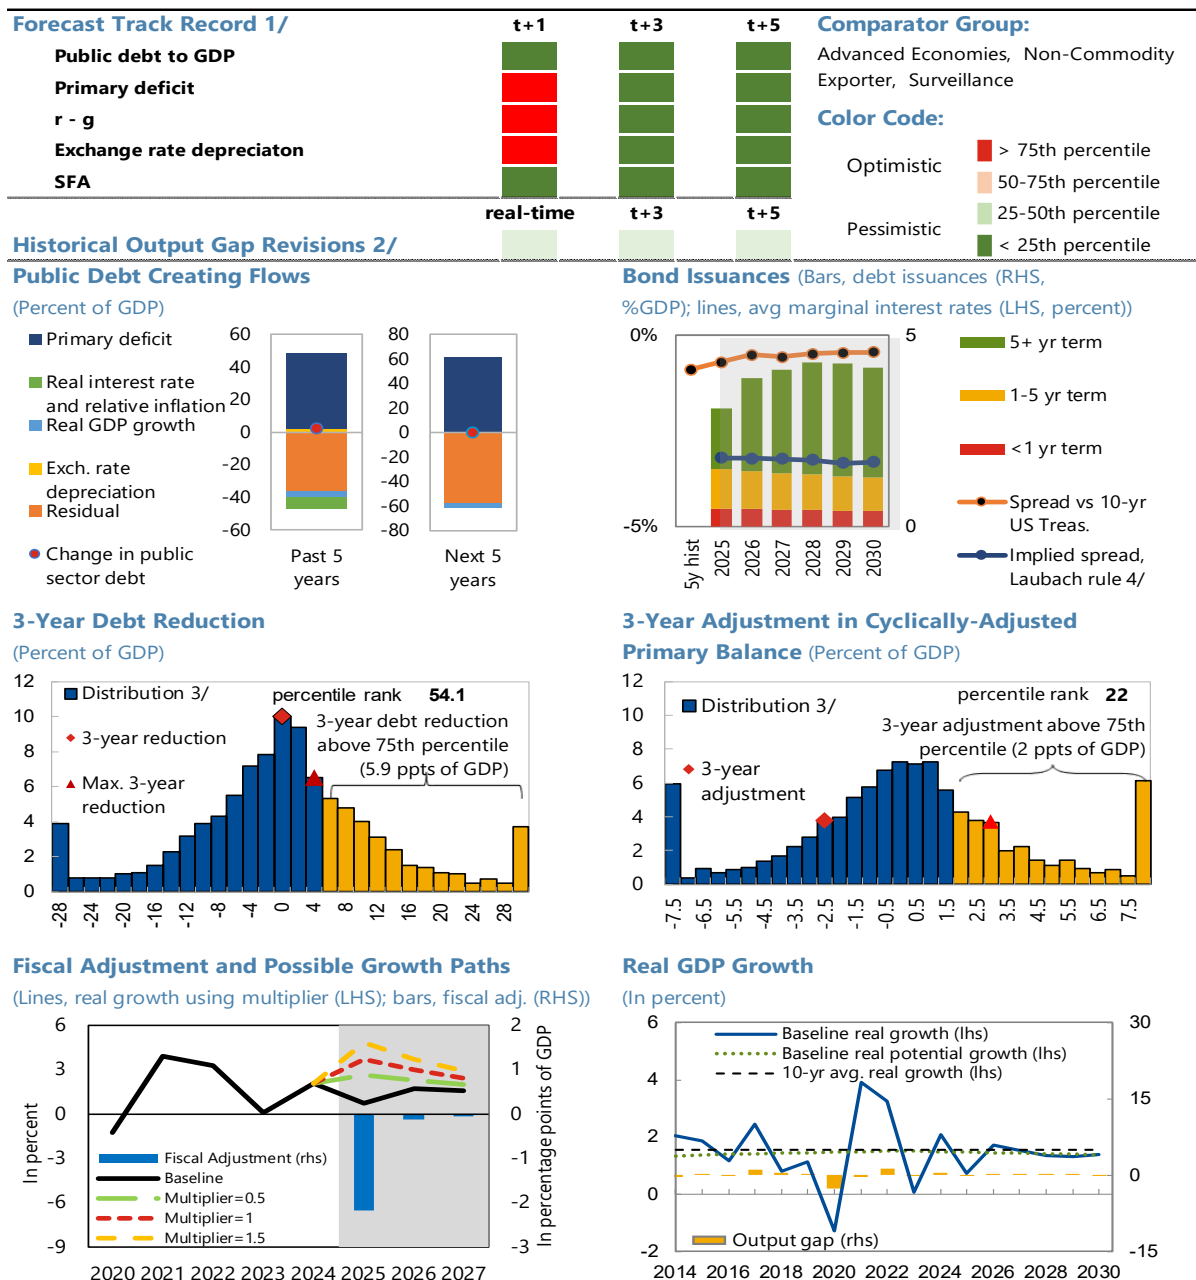 Forecast Track Record 1/ t+1 t+3 t+5
Public debt to GDP
Primary deficit
r - g
Exchange rate depreciaton
SFA
real-time t+3 t+5
Historical Output Gap Revisions 2/
Comparator Group:
Advanced Economies, Non-Commodity
Exporter, Surveillance
Color Code:
Optimistic
> 75th percentile
50-75th percentile
Pessimistic
25-50th percentile
< 25th percentile
Public Debt Creating Flows
(Percent of GDP)
Primary deficit
Real interest rate
and relative inflation
Real GDP growth
Exch. rate
depreciation
Residual
Change in public
sector debt
60
40
20
0
-20
-40
-60
Past 5
years
80
60
40
20
0
-20
-40
-60
-80
Next 5
years
Bond Issuances (Bars, debt issuances (RHS,
%GDP); lines, avg marginal interest rates (LHS, percent))
0%
-5%
5
0
5y hist
2025
2026
2027
2028
2029
2030
5+ yr term
1-5 yr term
<1 yr term
Spread vs 10-yr
US Treas.
Implied spread,
Laubach rule 4/
3-Year Debt Reduction
(Percent of GDP)
12
10
8
6
4
2
0
Distribution 3/
3-year reduction
Max. 3-year
reduction
percentile rank 54.1
3-year debt reduction
above 75th percentile
(5.9 ppts of GDP)
-28 -24 -20 -16 -12 -8 -4 0 4 8 12 16 20 24 28
3-Year Adjustment in Cyclically-Adjusted
Primary Balance (Percent of GDP)
12
10
8
6
4
2
0
Distribution 3/
3-year
adjustment
percentile rank 22
3-year adjustment above 75th
percentile (2 ppts of GDP)
-7.5 -6.5 -5.5 -4.5 -3.5 -2.5 -1.5 -0.5 0.5 1.5 2.5 3.5 4.5 5.5 6.5 7.5
Fiscal Adjustment and Possible Growth Paths
(Lines, real growth using multiplier (LHS); bars, fiscal adj. (RHS))
In percent
6
3
0
-3
-6
-9
Fiscal Adjustment (rhs)
Baseline
Multiplier=0.5
Multiplier=1
Multiplier=1.5
2
1
0
-1
-2
-3
In percentage points of GDP
2020 2021 2022 2023 2024 2025 2026 2027
Real GDP Growth
(In percent)
6
4
2
0
-2
Baseline real growth (lhs)
Baseline real potential growth (lhs)
10-yr avg. real growth (lhs)
Output gap (rhs)
30
15
0
-15
2014 2016 2018 2020 2022 2024 2026 2028 2030